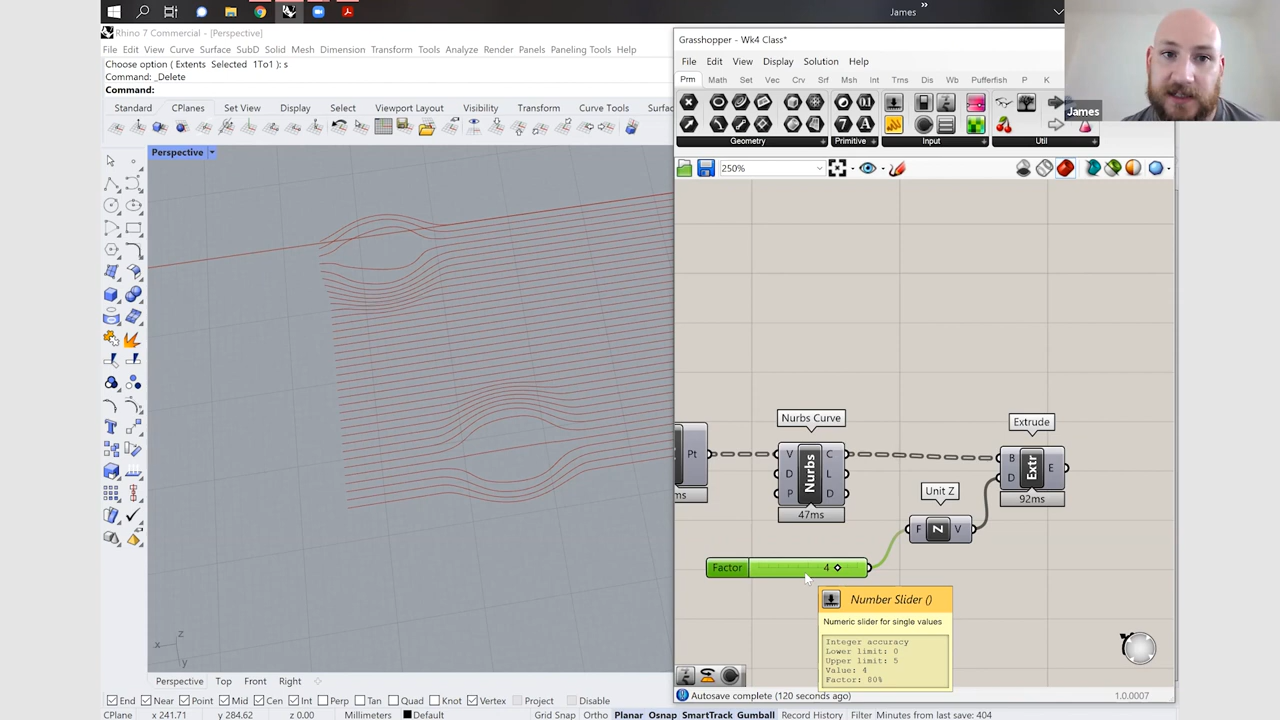 James
Rhino 7 Commercial - [Perspective]
File Edit View Curve Surface SubD Solid Mesh Dimension Transform Tools Analyze Render Panels Paneling Tools Help
Choose option ( Extents Selected 1To1 ): s
Command: _Delete
Command:
Standard CPlanes Set View Display Select Viewport Layout Visibility Transform Curve Tools Surfa
Perspective
z
x
y
Perspective Top Front Right
End Near Point Mid Cen Int Perp Tan Quad Knot Vertex Project Disable
CPlane x 241.71 y 284.62 z 0.00 Millimeters Default Grid Snap Ortho Planar Osnap SmartTrack Gumball Record History Filter Minutes from last save: 404
Grasshopper - Wk4 Class*
File Edit View Display Solution Help
Prm Math Set Vec Crv Srf Msh Int Trns Dis Wb Pufferfish P K
Geometry Primitive Input Util
James
250%
Nurbs Curve
Extrude
Pt
V C
D L
P D
Nurbs
B E
D
Extr
ms
47ms
92ms
Unit Z
F Z V
Factor 4
Number Slider ()
Numeric slider for single values
Integer accuracy
Lower limit: 0
Upper limit: 5
Value: 4
Factor: 80%
Autosave complete (120 seconds ago)
1.0.0007